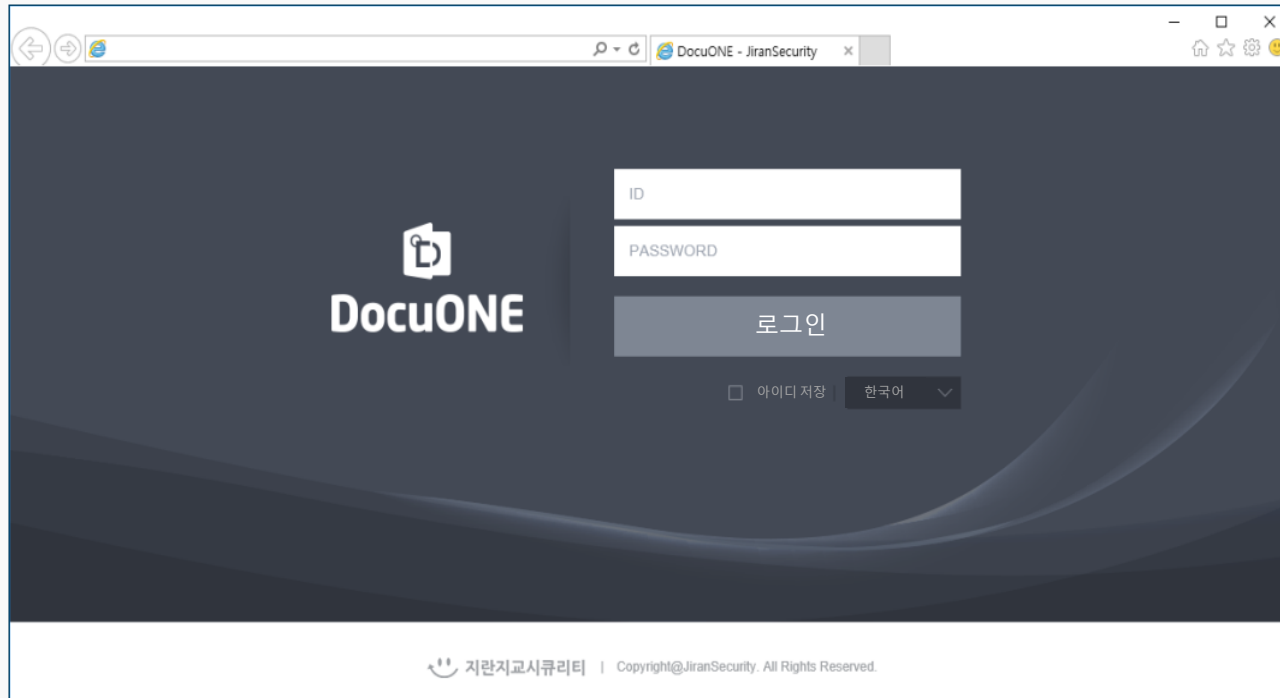 DocuONE - JiranSecurity
ID
PASSWORD
DocuONE
로그인
아이디 저장
한국어
지란지교시큐리티 | Copyright@JiranSecurity. All Rights Reserved.